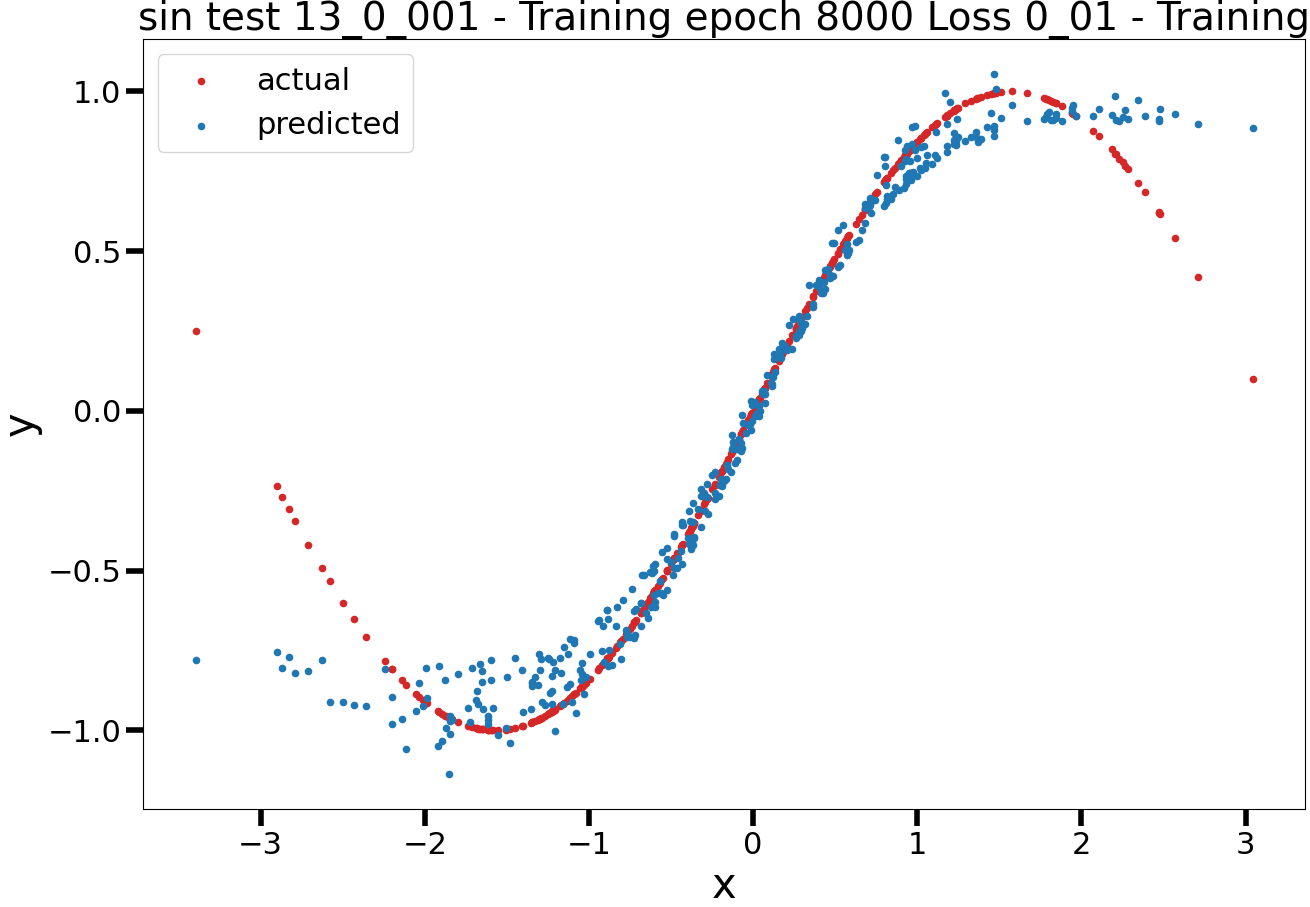 sin test 13_0_001 - Training epoch 8000 Loss 0_01 - Training
actual
predicted
1.0
0.5
0.0
−0.5
−1.0
y
−3
−2
−1
0
1
2
3
x